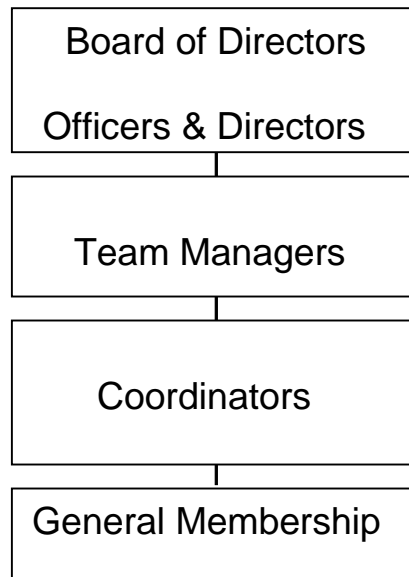 Board of Directors
Officers & Directors
Team Managers
Coordinators
General Membership